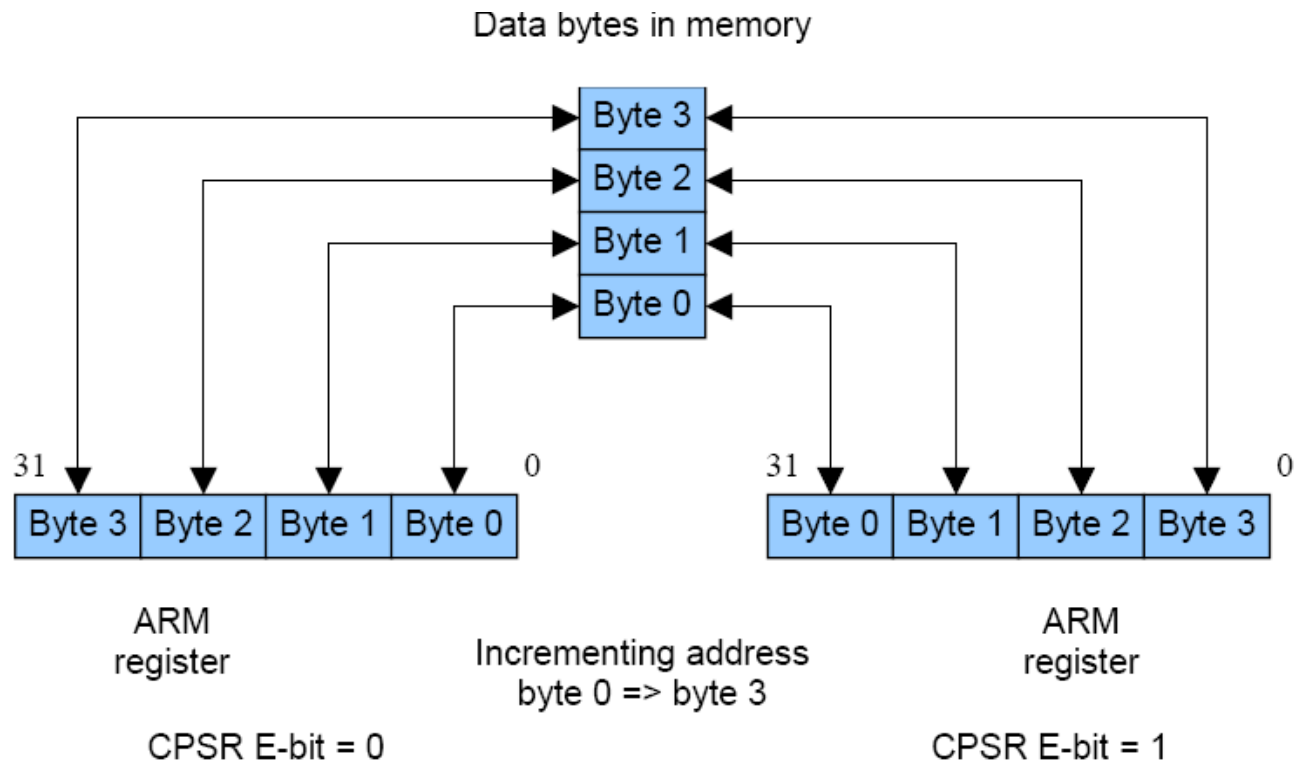 Data bytes in memory
Byte 3
Byte 2
Byte 1
Byte 0
31 0
Byte 3 Byte 2 Byte 1 Byte 0
31 0
Byte 0 Byte 1 Byte 2 Byte 3
ARM
register
Incrementing address
byte 0 => byte 3
ARM
register
CPSR E-bit = 0
CPSR E-bit = 1